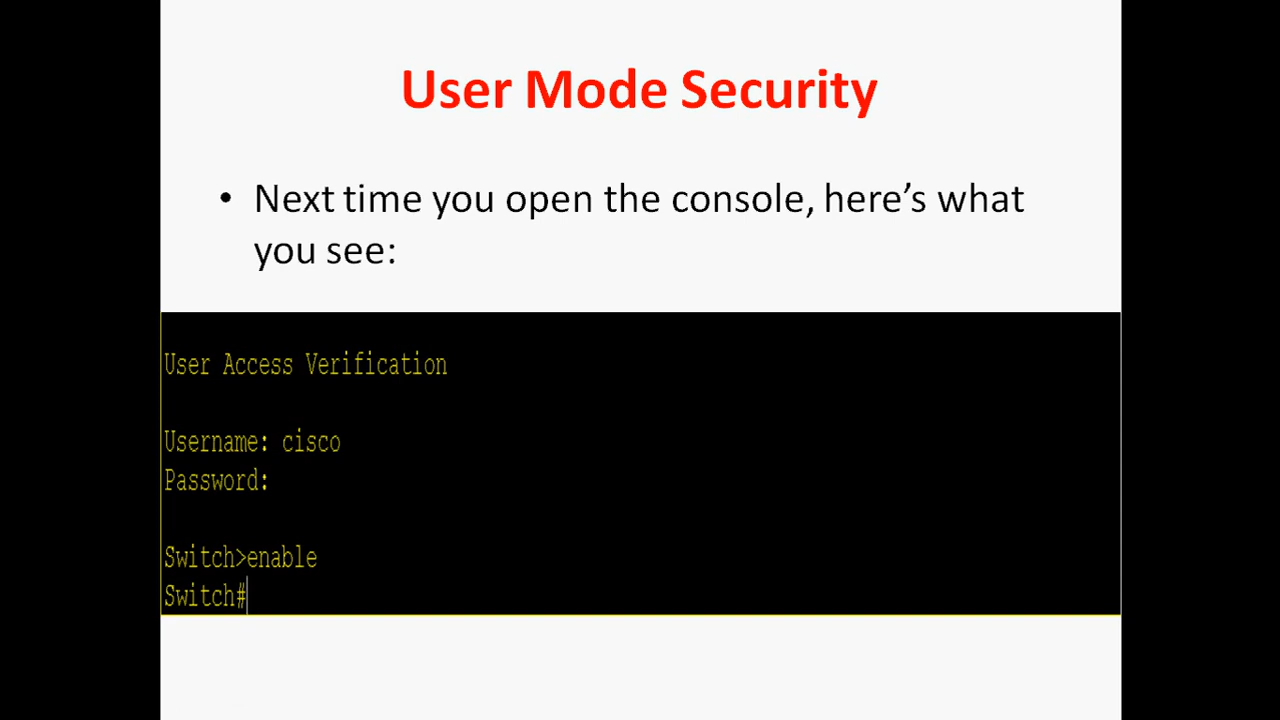 User Mode Security
• Next time you open the console, here’s what
you see:
User Access Verification
Username: cisco
Password:
Switch>enable
Switch#